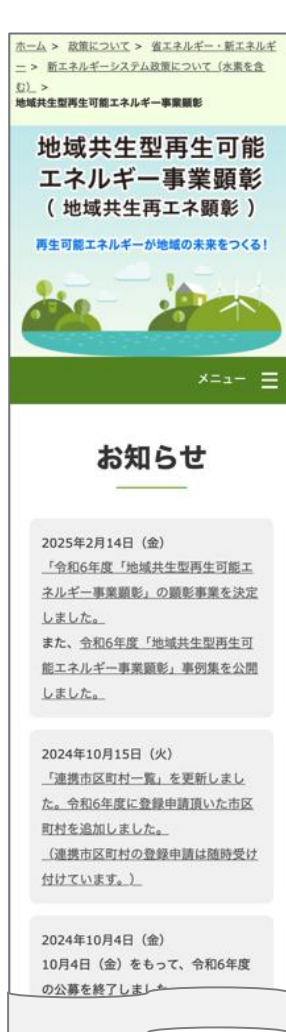 ホーム > 政策について > 省エネルギー・新エネルギ
ー > 新エネルギーシステム政策について（水素を含
む） >
地域共生型再生可能エネルギー事業顕彰
地域共生型再生可能
エネルギー事業顕彰
（ 地域共生再エネ顕彰 ）
再生可能エネルギーが地域の未来をつくる！
メニュー
お知らせ
2025年2月14日（金）
「令和6年度「地域共生型再生可能エ
ネルギー事業顕彰」の顕彰事業を決定
しました。
また、令和6年度「地域共生型再生可
能エネルギー事業顕彰」事例集を公開
しました。
2024年10月15日（火）
「連携市区町村一覧」を更新しまし
た。令和6年度に登録申請頂いた市区
町村を追加しました。
（連携市区町村の登録申請は随時受け
付けています。）
2024年10月4日（金）
10月4日（金）をもって、令和6年度
の公募を終了しました